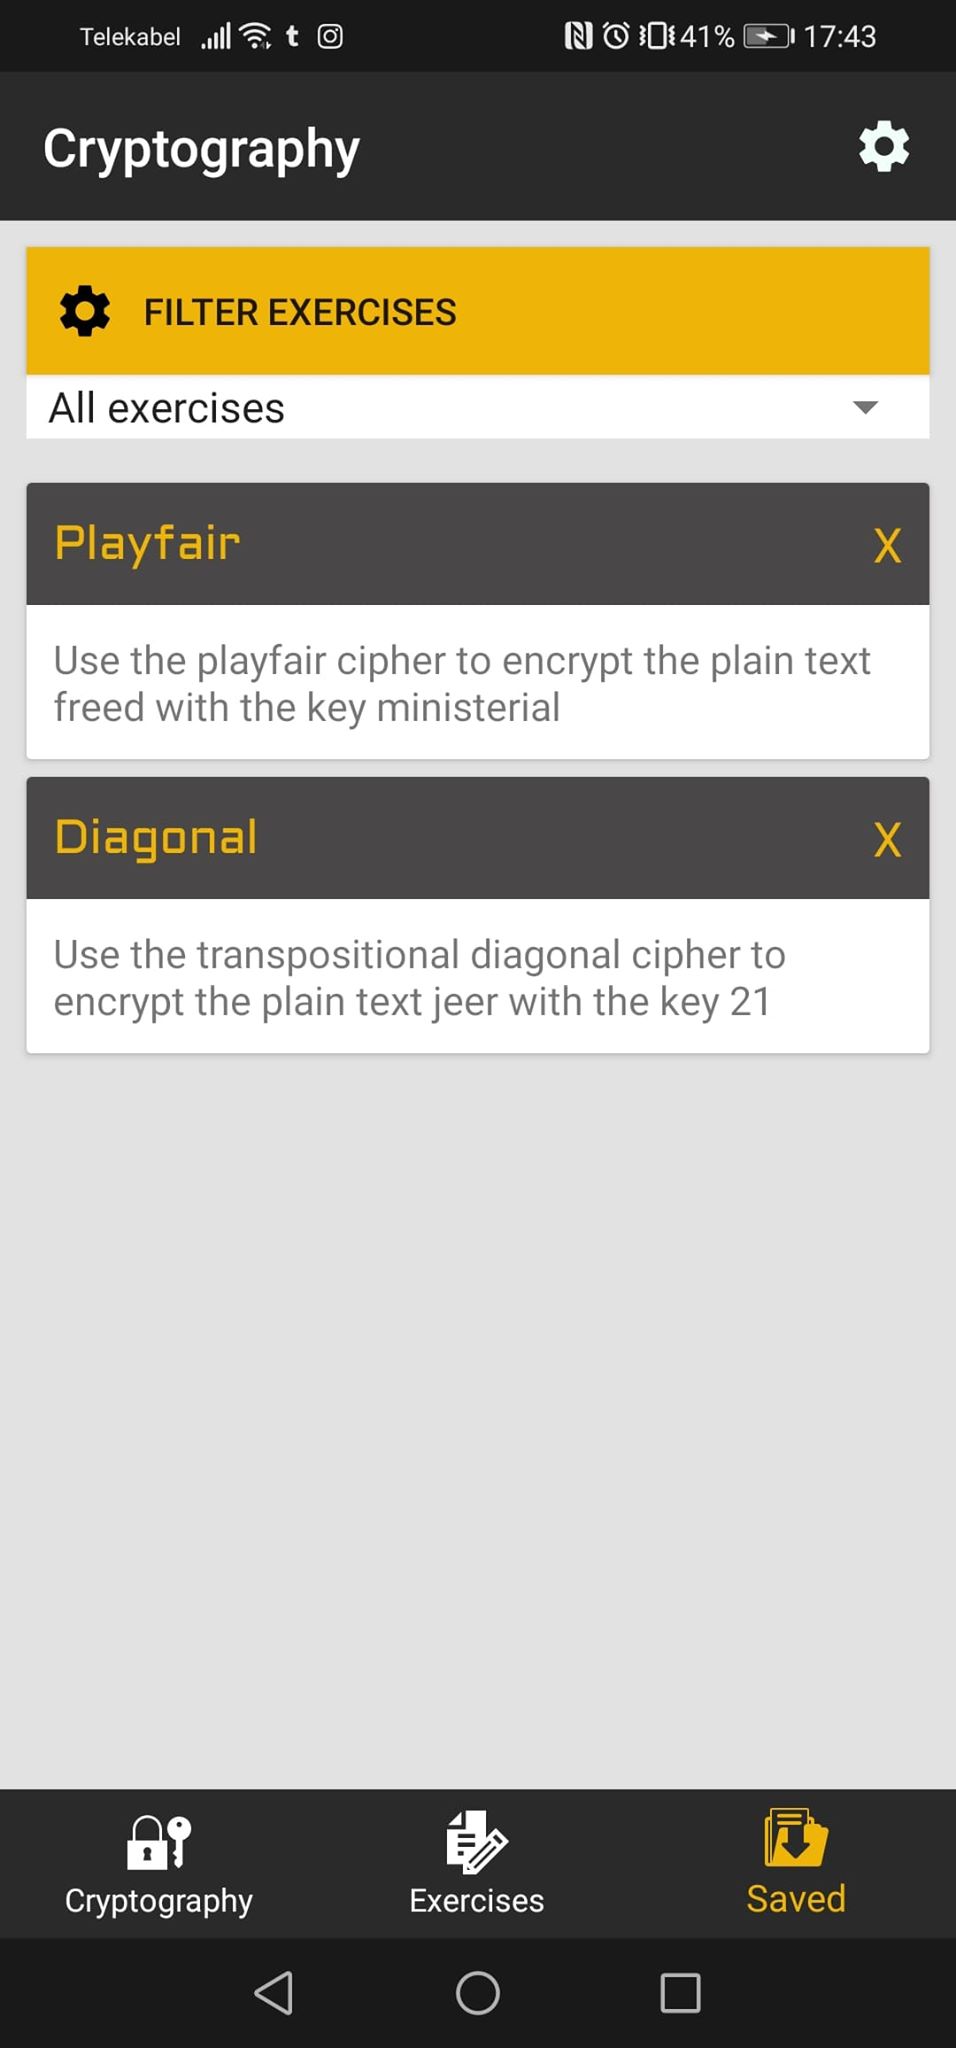 Telekabel 41% 17:43
Cryptography
FILTER EXERCISES
All exercises
Playfair X
Use the playfair cipher to encrypt the plain text
freed with the key ministerial
Diagonal X
Use the transpositional diagonal cipher to
encrypt the plain text jeer with the key 21
Cryptography Exercises Saved